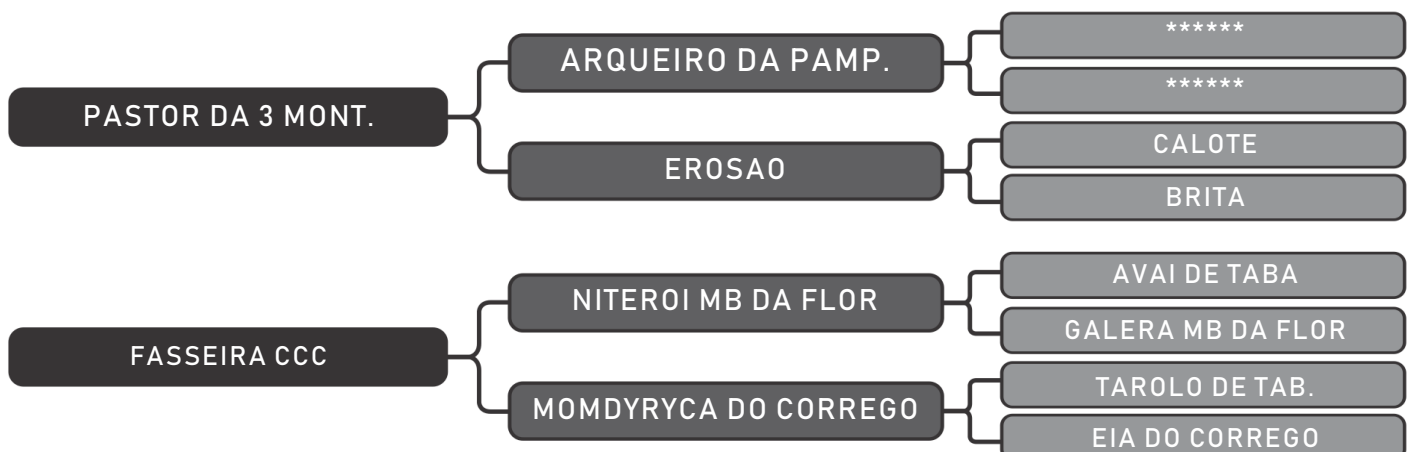 PASTOR DA 3 MONT.
ARQUEIRO DA PAMP.
******
******
EROSAO
CALOTE
BRITA
FASSEIRA CCC
NITEROI MB DA FLOR
AVAI DE TABA
GALERA MB DA FLOR
MOMDYRYCA DO CORREGO
TAROLO DE TAB.
EIA DO CORREGO